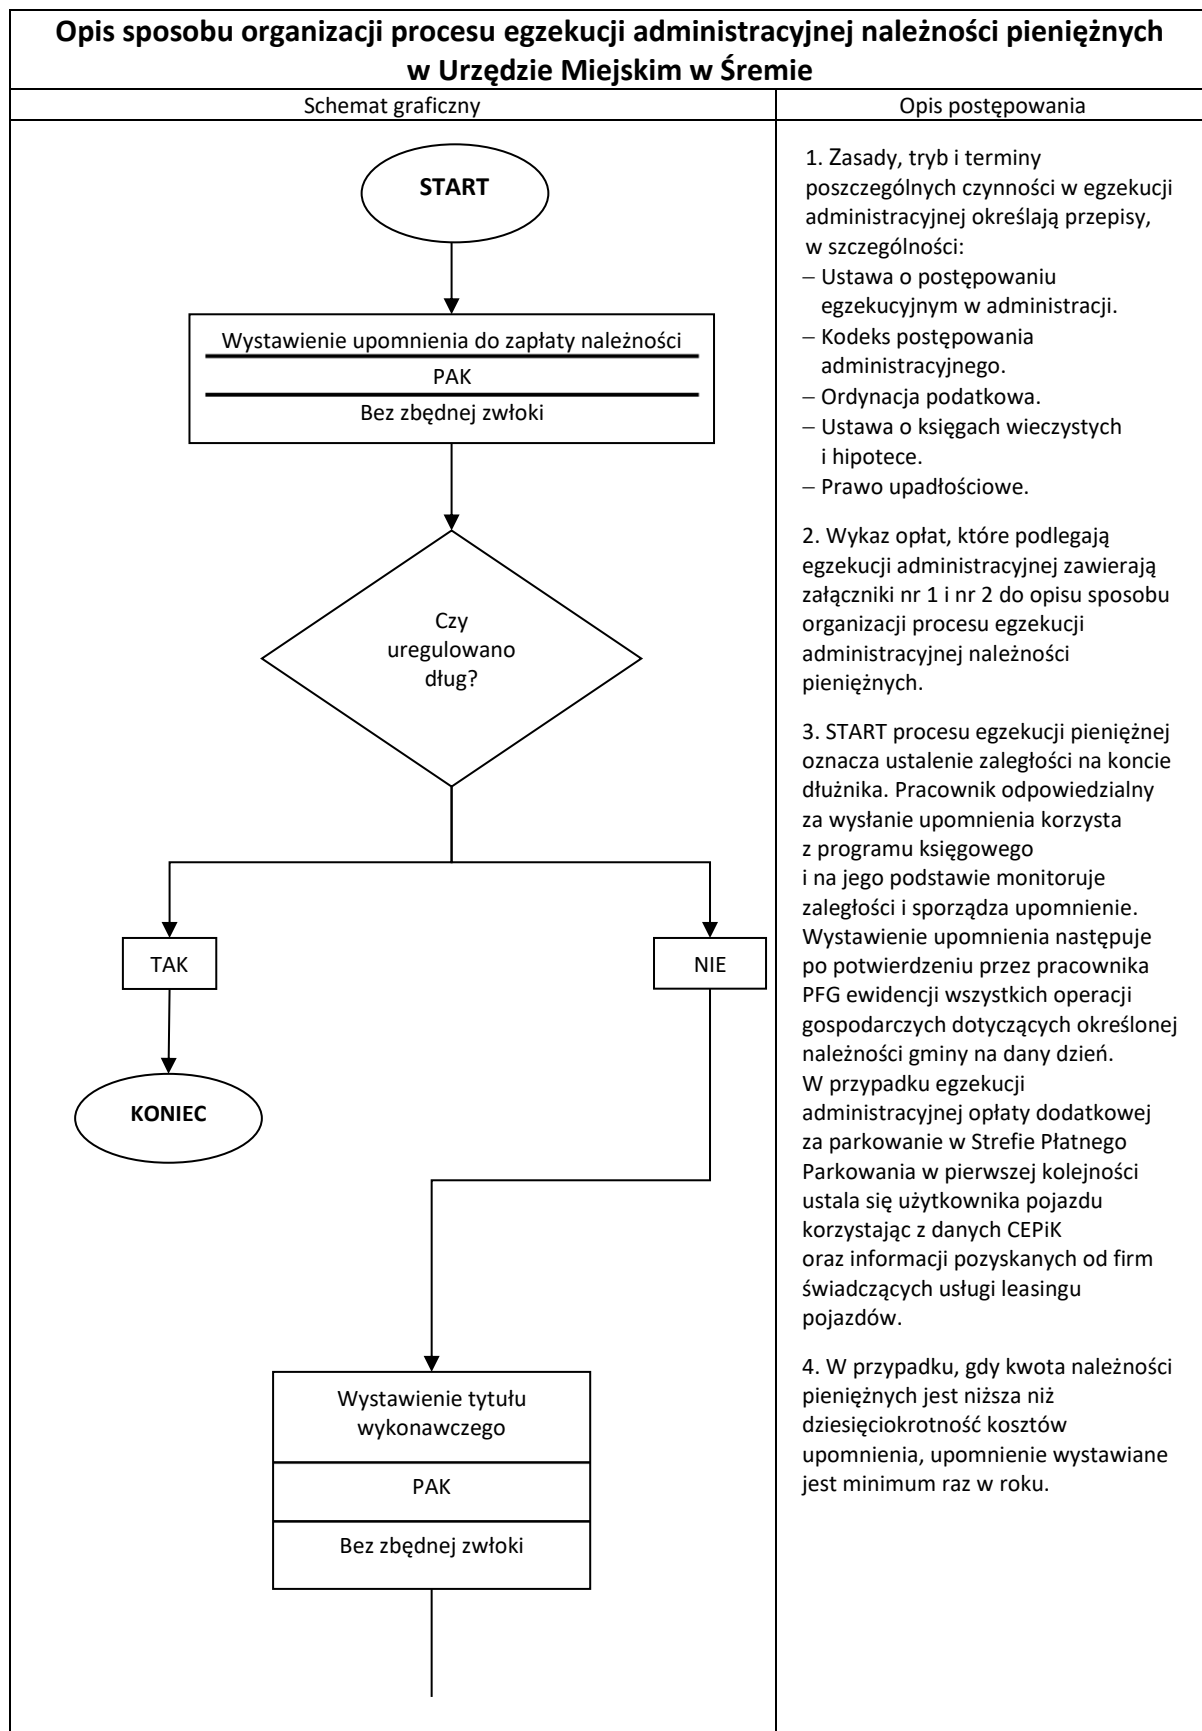 Opis sposobu organizacji procesu egzekucji administracyjnej należności pieniężnych
w Urzędzie Miejskim w Śremie
Schemat graficzny
Opis postępowania
START
Wystawienie upomnienia do zapłaty należności
PAK
Bez zbędnej zwłoki
Czy
uregulowano
dług?
TAK
NIE
KONIEC
Wystawienie tytułu
wykonawczego
PAK
Bez zbędnej zwłoki
1. Zasady, tryb i terminy
poszczególnych czynności w egzekucji
administracyjnej określają przepisy,
w szczególności:
– Ustawa o postępowaniu
egzekucyjnym w administracji.
– Kodeks postępowania
administracyjnego.
– Ordynacja podatkowa.
– Ustawa o księgach wieczystych
i hipotece.
– Prawo upadłościowe.
2. Wykaz opłat, które podlegają
egzekucji administracyjnej zawierają
załączniki nr 1 i nr 2 do opisu sposobu
organizacji procesu egzekucji
administracyjnej należności
pieniężnych.
3. START procesu egzekucji pieniężnej
oznacza ustalenie zaległości na koncie
dłużnika. Pracownik odpowiedzialny
za wysłanie upomnienia korzysta
z programu księgowego
i na jego podstawie monitoruje
zaległości i sporządza upomnienie.
Wystawienie upomnienia następuje
po potwierdzeniu przez pracownika
PFG ewidencji wszystkich operacji
gospodarczych dotyczących określonej
należności gminy na dany dzień.
W przypadku egzekucji
administracyjnej opłaty dodatkowej
za parkowanie w Strefie Płatnego
Parkowania w pierwszej kolejności
ustala się użytkownika pojazdu
korzystając z danych CEPiK
oraz informacji pozyskanych od firm
świadczących usługi leasingu
pojazdów.
4. W przypadku, gdy kwota należności
pieniężnych jest niższa niż
dziesięciokrotność kosztów
upomnienia, upomnienie wystawiane
jest minimum raz w roku.